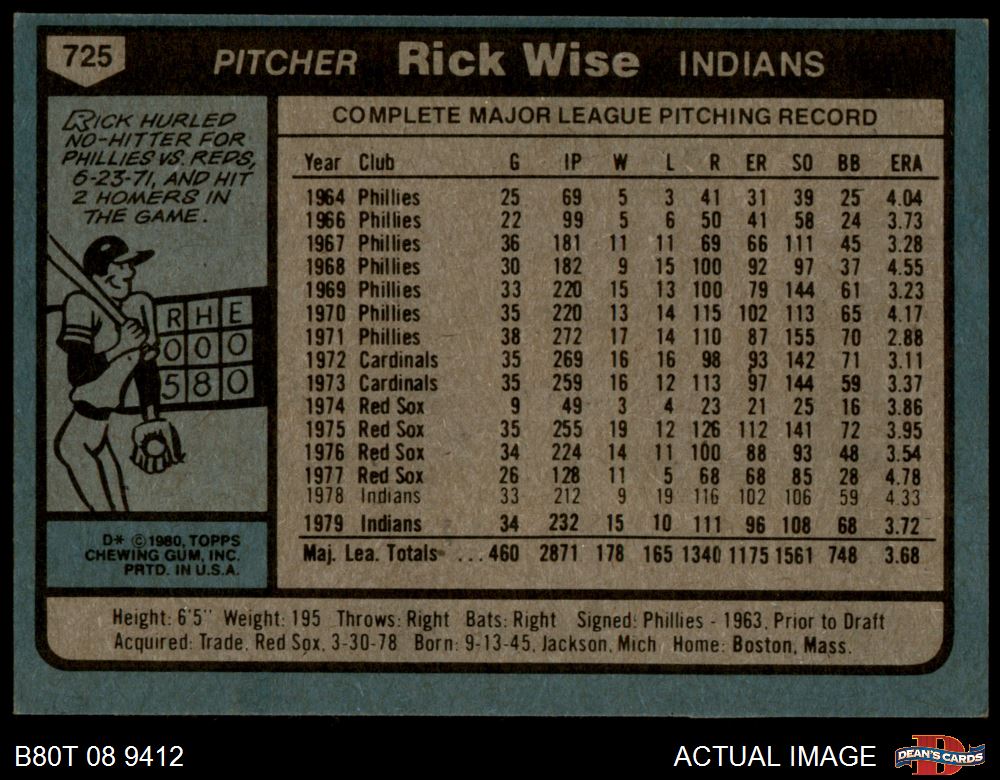 725
PITCHER Rick Wise INDIANS
RICK HURLED
NO-HITTER FOR
PHILLIES VS. REDS,
6-23-71, AND HIT
2 HOMERS IN
THE GAME.
R H E
0 0 0
5 8 0
D* ©1980, TOPPS
CHEWING GUM, INC.
PRTD. IN U.S.A.
COMPLETE MAJOR LEAGUE PITCHING RECORD
Year Club G IP W L R ER SO BB ERA
1964 Phillies 25 69 5 3 41 31 39 25 4.04
1966 Phillies 22 99 5 6 50 41 58 24 3.73
1967 Phillies 36 181 11 11 69 66 111 45 3.28
1968 Phillies 30 182 9 15 100 92 97 37 4.55
1969 Phillies 33 220 15 13 100 79 144 61 3.23
1970 Phillies 35 220 13 14 115 102 113 65 4.17
1971 Phillies 38 272 17 14 110 87 155 70 2.88
1972 Cardinals 35 269 16 16 98 93 142 71 3.11
1973 Cardinals 35 259 16 12 113 97 144 59 3.37
1974 Red Sox 9 49 3 4 23 21 25 16 3.86
1975 Red Sox 35 255 19 12 126 112 141 72 3.95
1976 Red Sox 34 224 14 11 100 88 93 48 3.54
1977 Red Sox 26 128 11 5 68 68 85 28 4.78
1978 Indians 33 212 9 19 116 102 106 59 4.33
1979 Indians 34 232 15 10 111 96 108 68 3.72
Maj. Lea. Totals ... 460 2871 178 165 1340 1175 1561 748 3.68
Height: 6'5" Weight: 195 Throws: Right Bats: Right Signed: Phillies - 1963, Prior to Draft
Acquired: Trade, Red Sox, 3-30-78 Born: 9-13-45, Jackson, Mich Home: Boston, Mass.
B80T 08 9412
ACTUAL IMAGE
D
DEAN'S CARDS